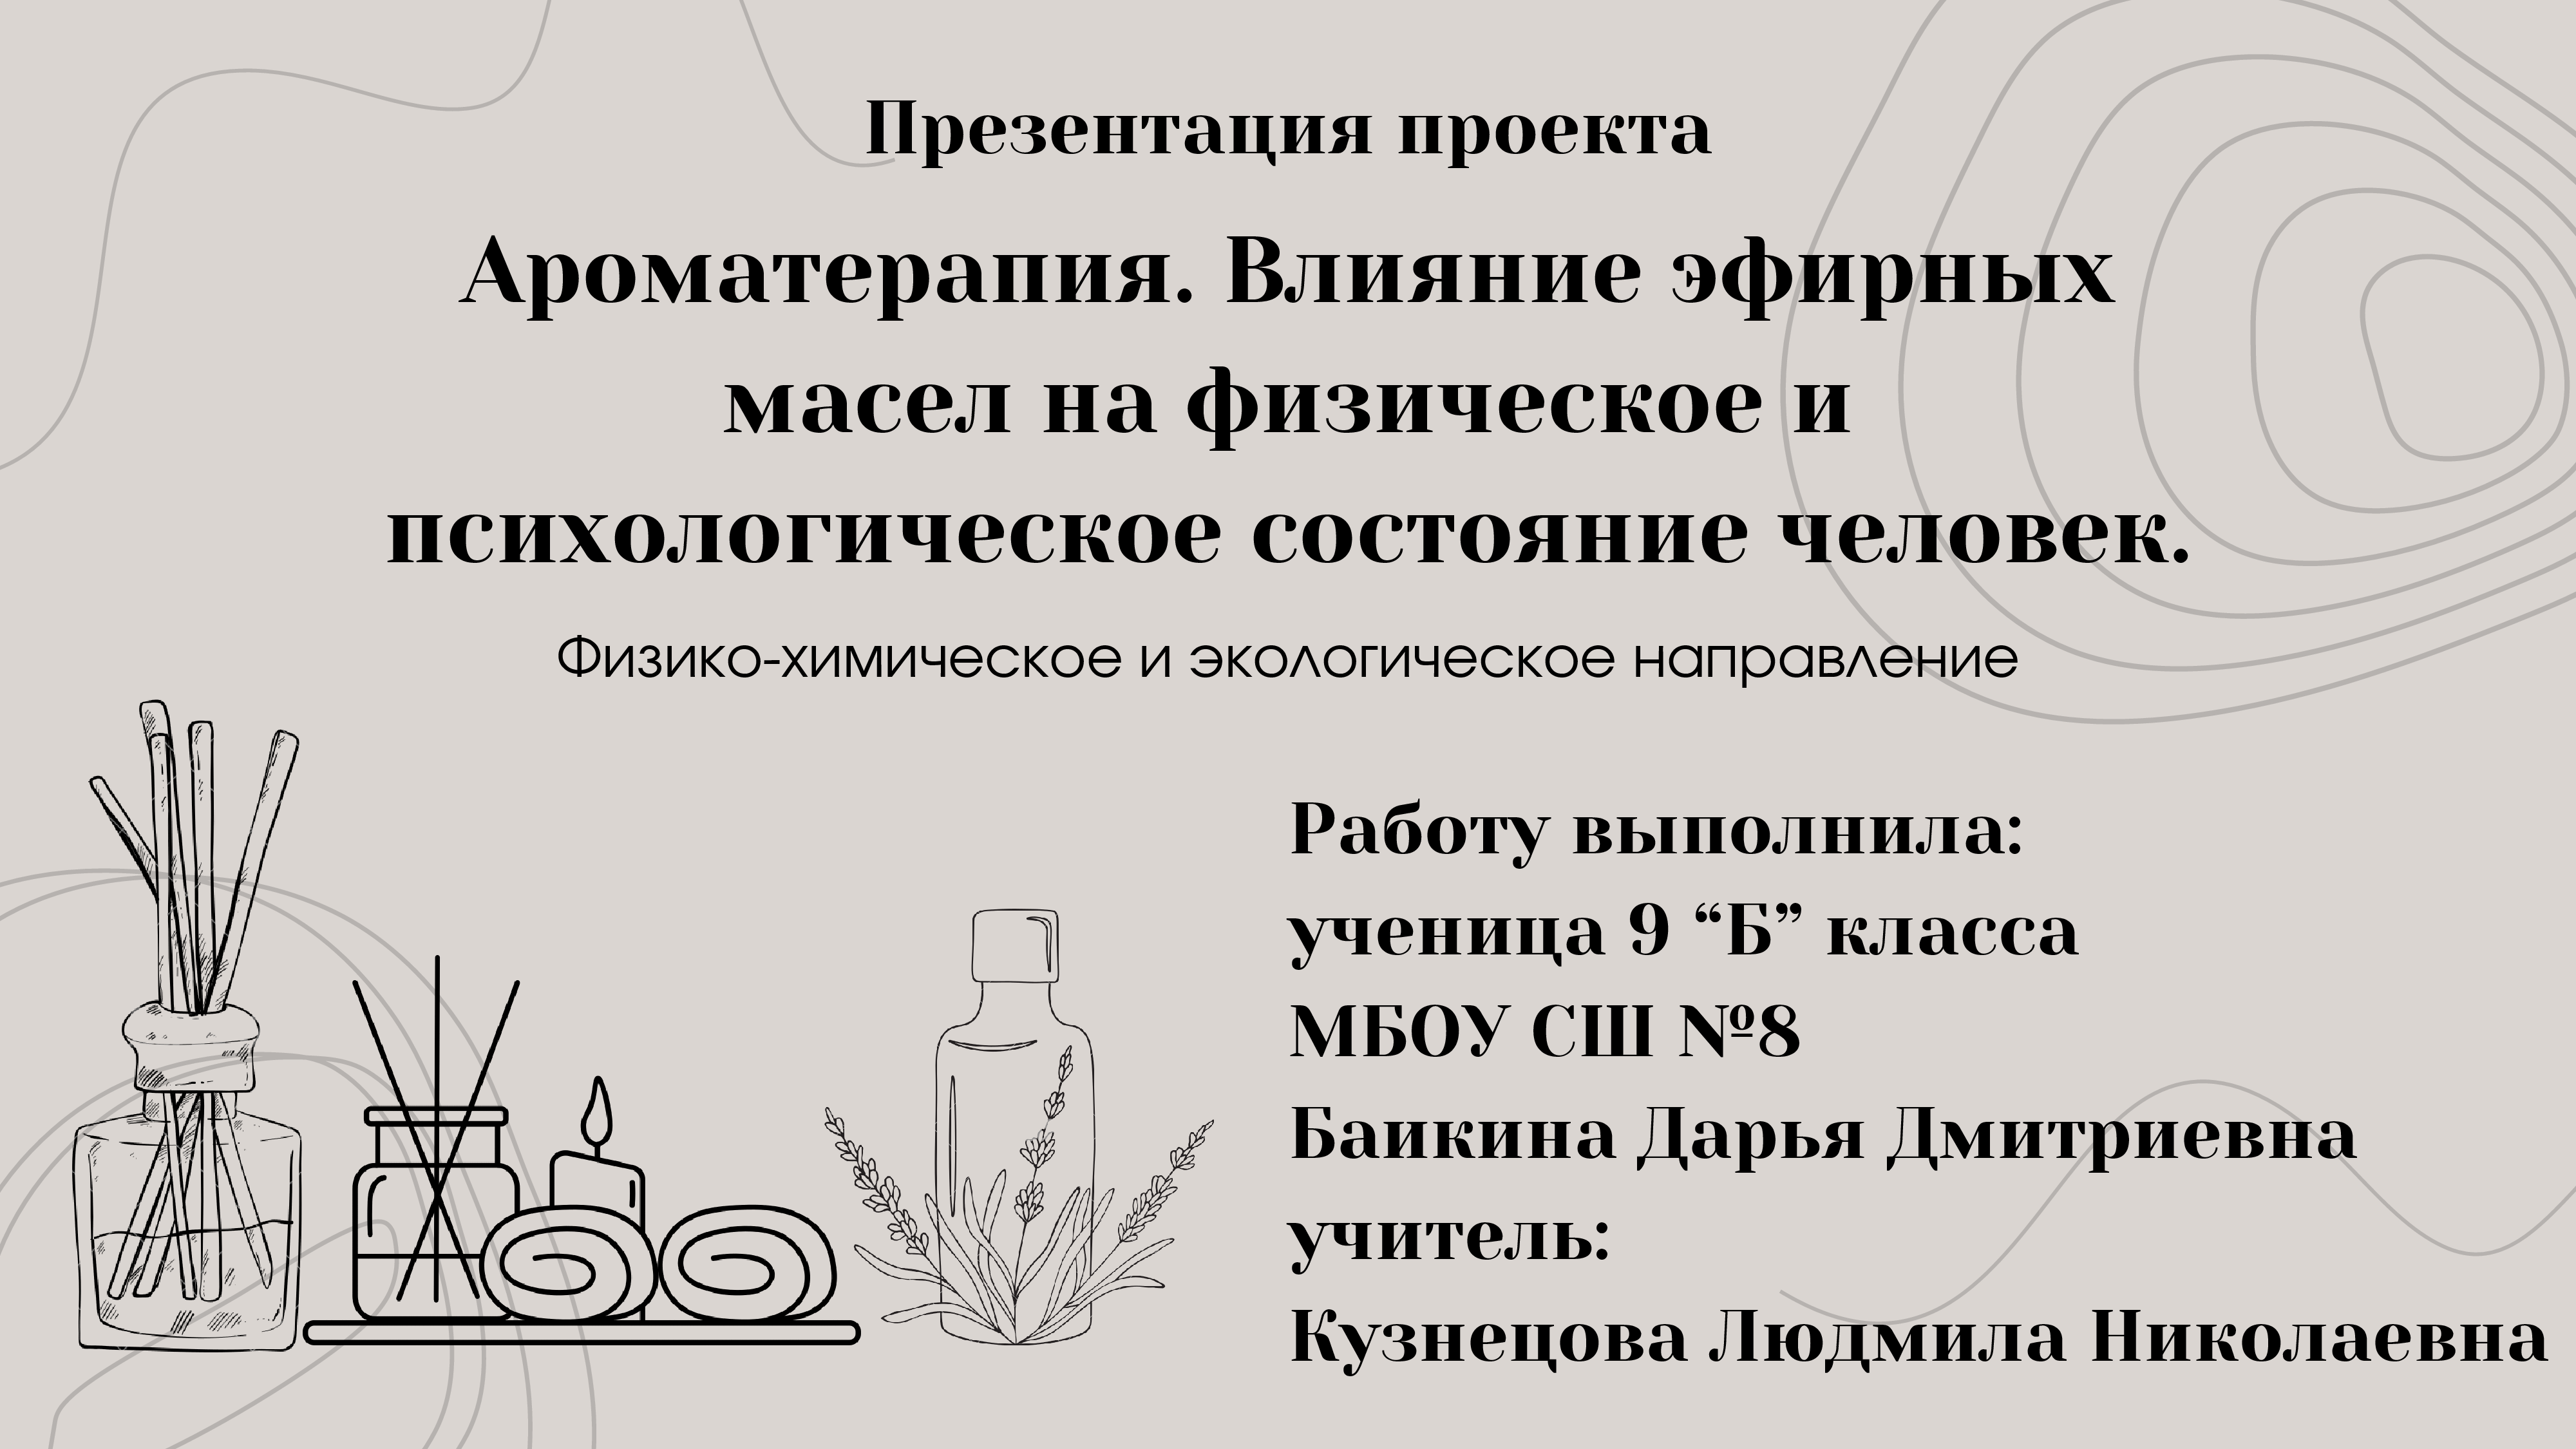 Презентация проекта
Ароматерапия. Влияние эфирных
масел на физическое и
психологическое состояние человек.
Физико-химическое и экологическое направление
Работу выполнила:
ученица 9 “Б” класса
МБОУ СШ №8
Баикина Дарья Дмитриевна
учитель:
Кузнецова Людмила Николаевна